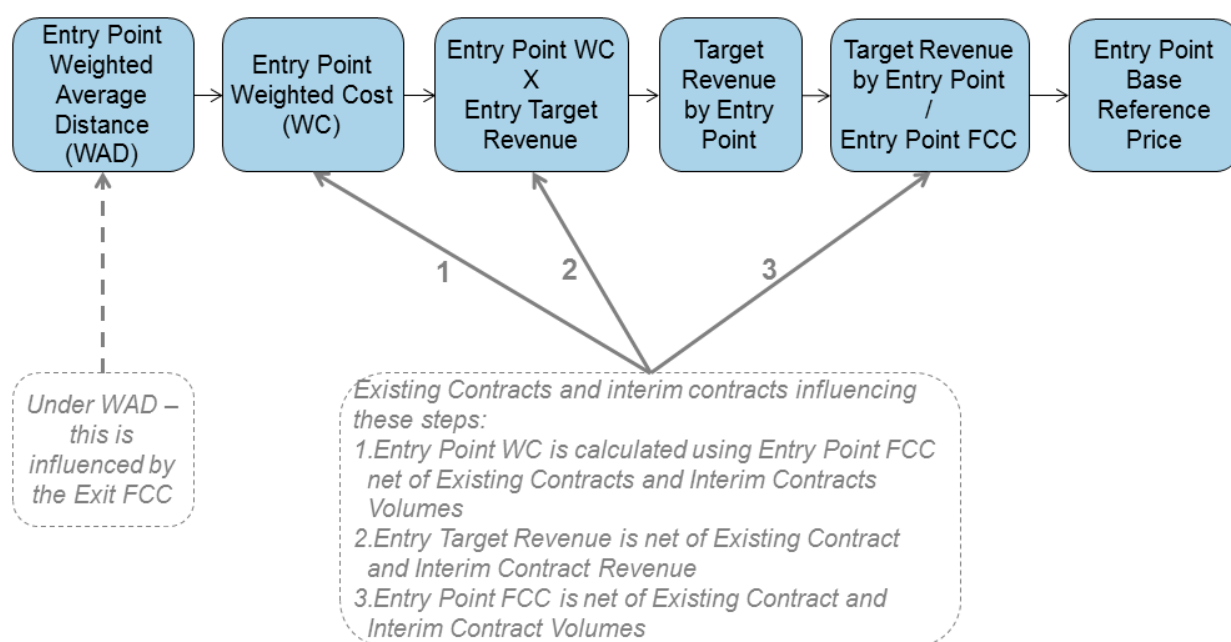 Entry Point
Weighted
Average
Distance
(WAD)
Entry Point
Weighted Cost
(WC)
Entry Point WC
X
Entry Target
Revenue
Target
Revenue
by Entry
Point
Target Revenue
by Entry Point
/
Entry Point FCC
Entry Point
Base
Reference
Price
1
2
3
Under WAD –
this is
influenced by
the Exit FCC
Existing Contracts and interim contracts influencing
these steps:
1.Entry Point WC is calculated using Entry Point FCC
net of Existing Contracts and Interim Contracts
Volumes
2.Entry Target Revenue is net of Existing Contract
and Interim Contract Revenue
3.Entry Point FCC is net of Existing Contract and
Interim Contract Volumes